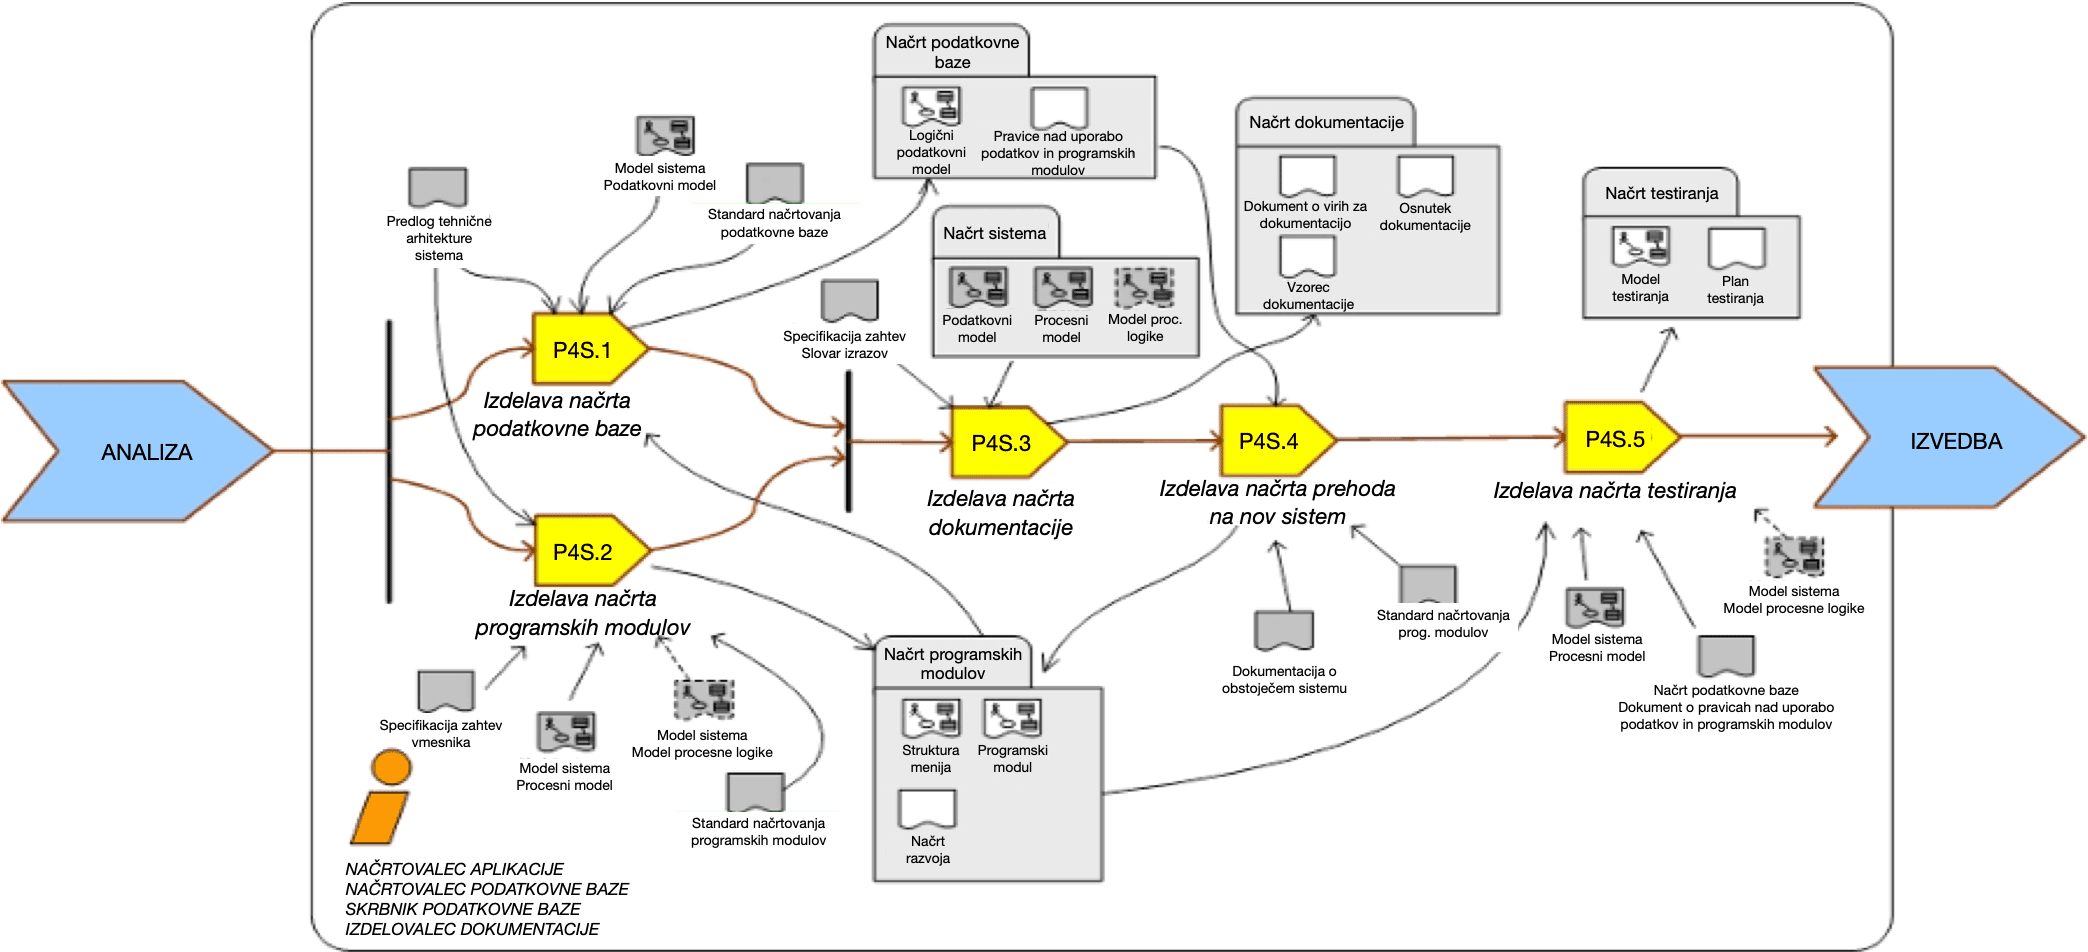 Načrt podatkovne
baze
Logični
podatkovni
model
Pravice nad uporabo
podatkov in programskih
modulov
Načrt dokumentacije
Dokument o virih za
dokumentacijo
Osnutek
dokumentacije
Vzorec
dokumentacije
Načrt testiranja
Model
testiranja
Plan
testiranja
Model sistema
Podatkovni model
Standard načrtovanja
podatkovne baze
Predlog tehnične
arhitekture
sistema
Načrt sistema
Podatkovni
model
Procesni
model
Model proc.
logike
Specifikacija zahtev
Slovar izrazov
ANALIZA
P4S.1
Izdelava načrta
podatkovne baze
P4S.2
Izdelava načrta
programskih modulov
P4S.3
Izdelava načrta
dokumentacije
P4S.4
Izdelava načrta prehoda
na nov sistem
P4S.5
Izdelava načrta testiranja
IZVEDBA
Specifikacija zahtev
vmesnika
Model sistema
Procesni model
Model sistema
Model procesne logike
Standard načrtovanja
programskih modulov
Načrt programskih
modulov
Struktura
menija
Programski
modul
Načrt
razvoja
Dokumentacija o
obstoječem sistemu
Standard načrtovanja
prog. modulov
Model sistema
Procesni model
Načrt podatkovne baze
Dokument o pravicah nad uporabo
podatkov in programskih modulov
Model sistema
Model procesne logike
NAČRTOVALEC APLIKACIJE
NAČRTOVALEC PODATKOVNE BAZE
SKRBNIK PODATKOVNE BAZE
IZDELOVALEC DOKUMENTACIJE